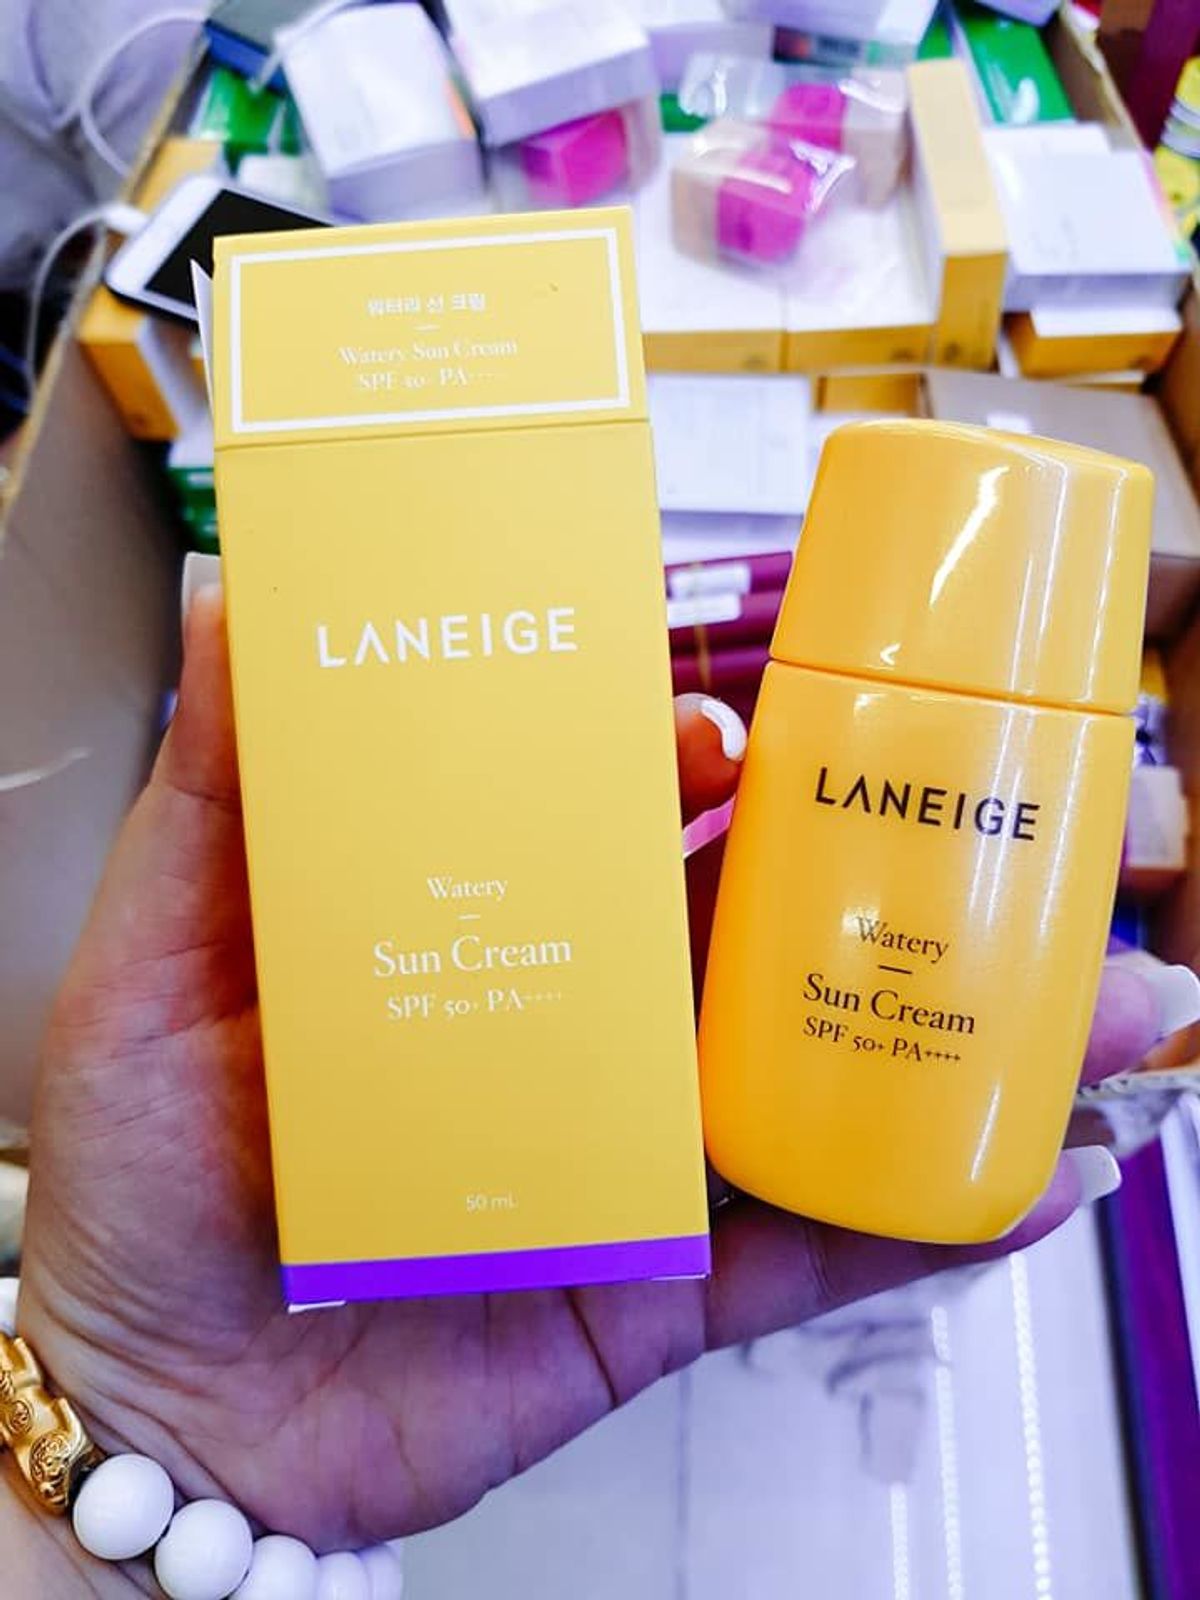 워터리 선 크림
Watery Sun Cream
SPF 50+ PA++++
LANEIGE
Watery
Sun Cream
SPF 50+ PA++++
50 mL
LANEIGE
Watery
Sun Cream
SPF 50+ PA++++